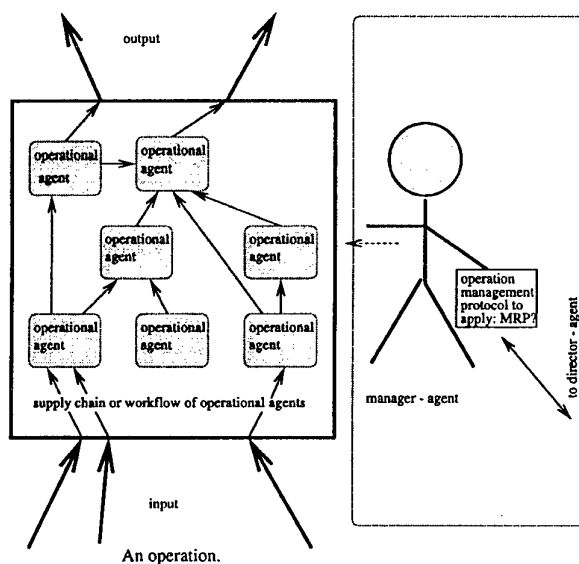 output
operational
agent
operational
agent
operational
agent
operational
agent
operational
agent
operational
agent
operational
agent
supply chain or workflow of operational agents
input
An operation.
operation
management
protocol to
apply: MRP?
manager - agent
to director - agent